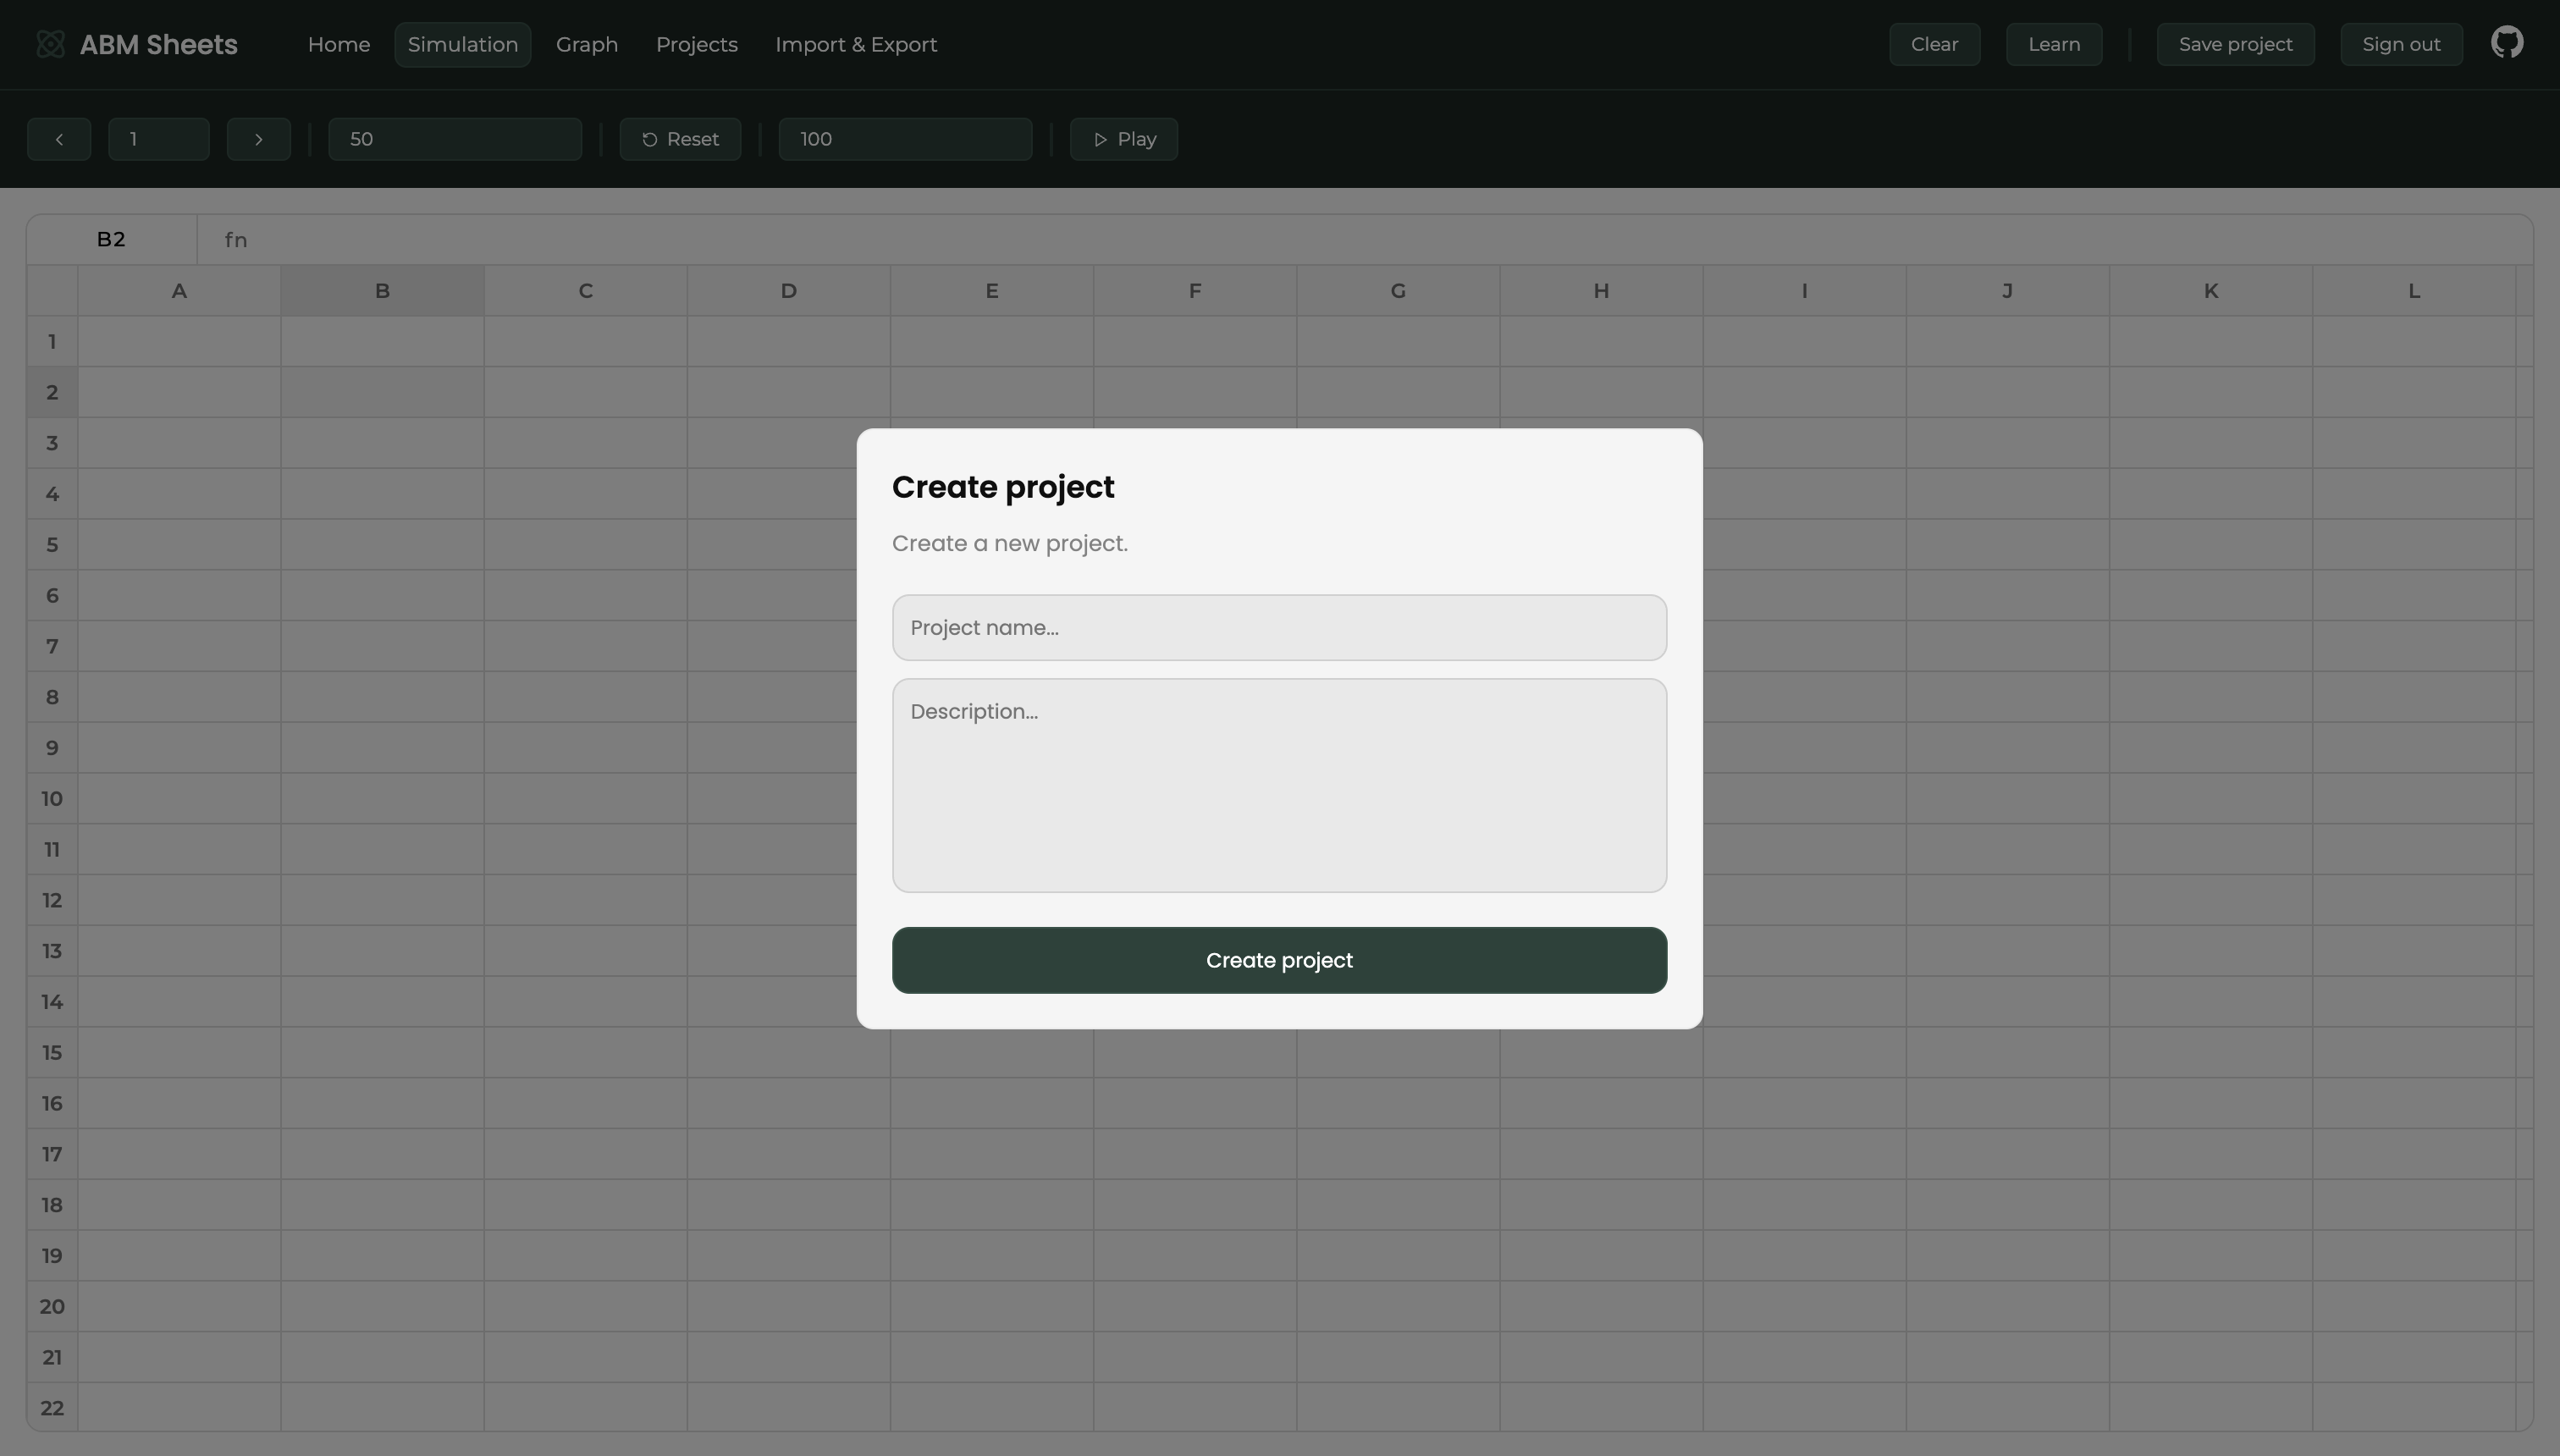 ABM Sheets Home Simulation Graph Projects Import & Export Clear Learn Save project Sign out
1 50 Reset 100 Play
B2 fn
A B C D E F G H I J K L
1
2
3
4
5
6
7
8
9
10
11
12
13
14
15
16
17
18
19
20
21
22
Create project
Create a new project.
Project name...
Description...
Create project